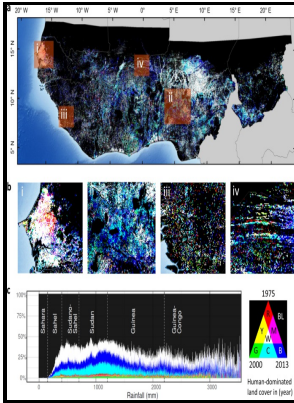 a
20° W 15° W 10° W 5° W 0° E 5° E 10° E 15° E 20° E
15° N
10° N
5° N
i
ii
iii
iv
b
i
ii
iii
iv
c
100%
75%
50%
25%
0%
Sahara
Sahel
Sudano-
Sahel
Sudan
Guinea
Guineo-
Congo
0
1000
2000
3000
Rainfall (mm)
1975
BL
R
Y
M
W
G
C
B
2000 2013
Human-dominated
land cover in (year)